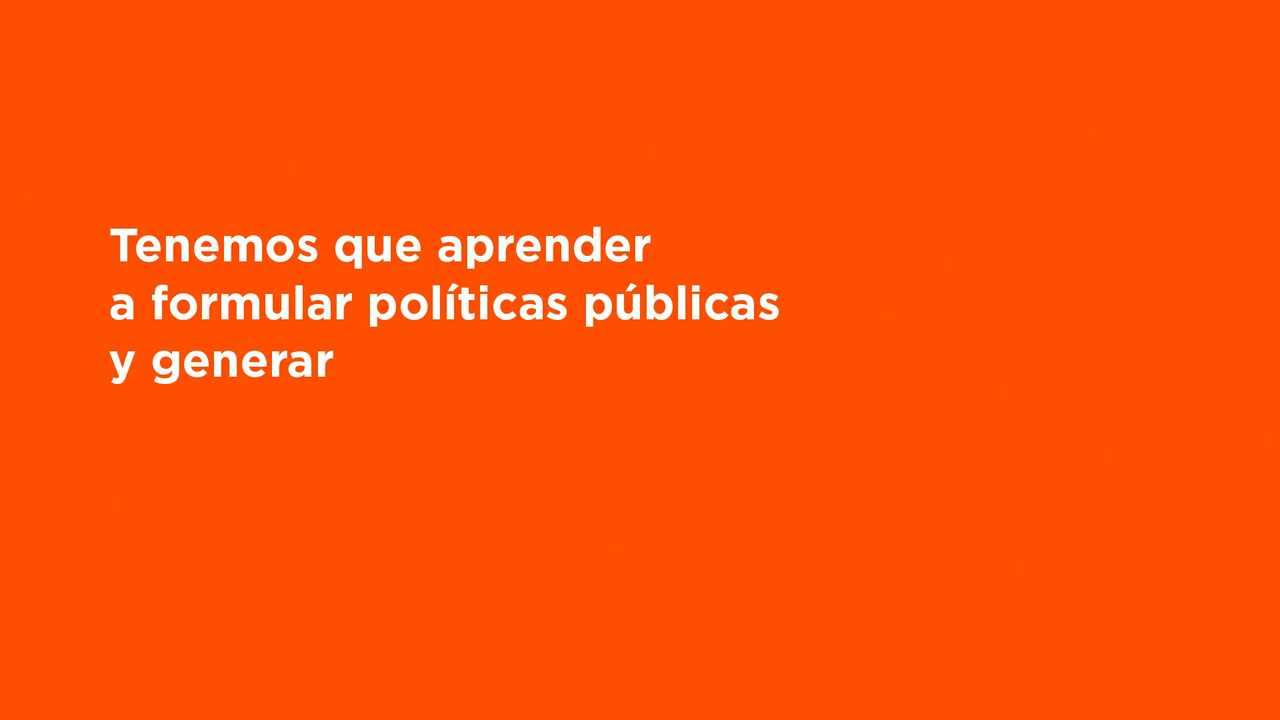 Tenemos que aprender
a formular políticas públicas
y generar